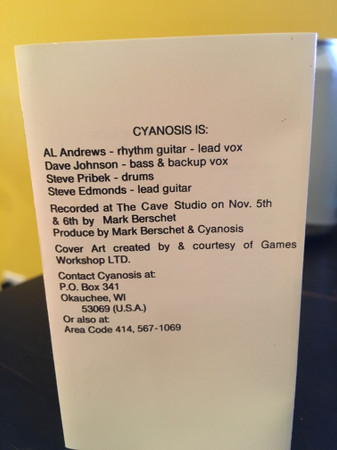 CYANOSIS IS:
AL Andrews - rhythm guitar - lead vox
Dave Johnson - bass & backup vox
Steve Pribek - drums
Steve Edmonds - lead guitar
Recorded at The Cave Studio on Nov. 5th
& 6th by Mark Berschet
Produce by Mark Berschet & Cyanosis
Cover Art created by & courtesy of Games
Workshop LTD.
Contact Cyanosis at:
P.O. Box 341
Okauchee, WI
53069 (U.S.A.)
Or also at:
Area Code 414, 567-1069